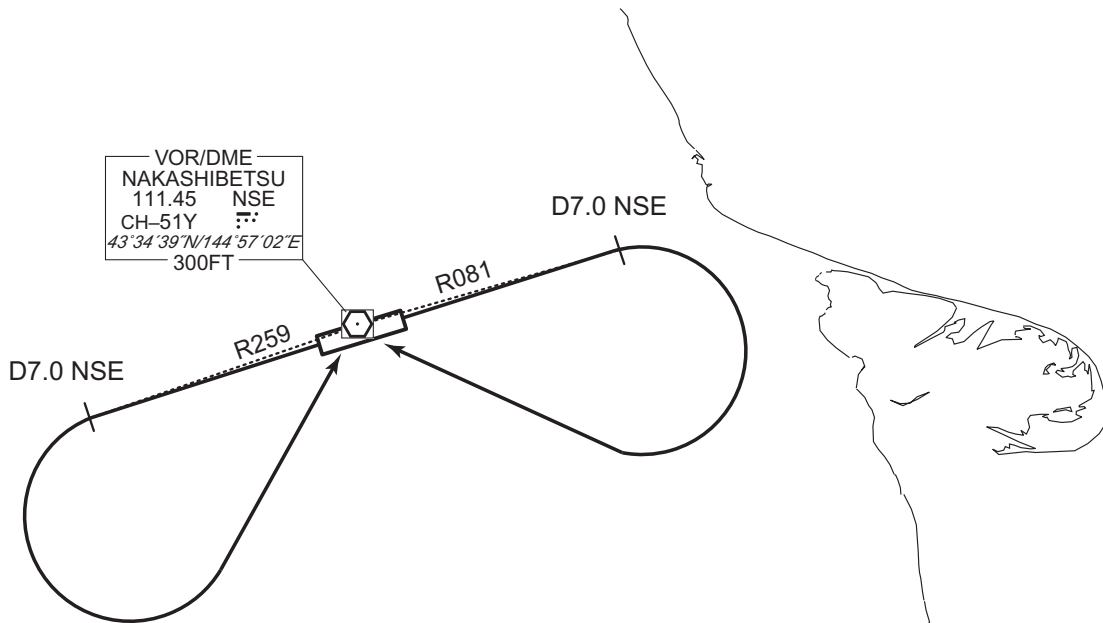 VOR/DME
NAKASHIBETSU
111.45 NSE
CH–51Y
43°34´39˝N/144°57´02˝E
300FT
D7.0 NSE
R081
R259
D7.0 NSE